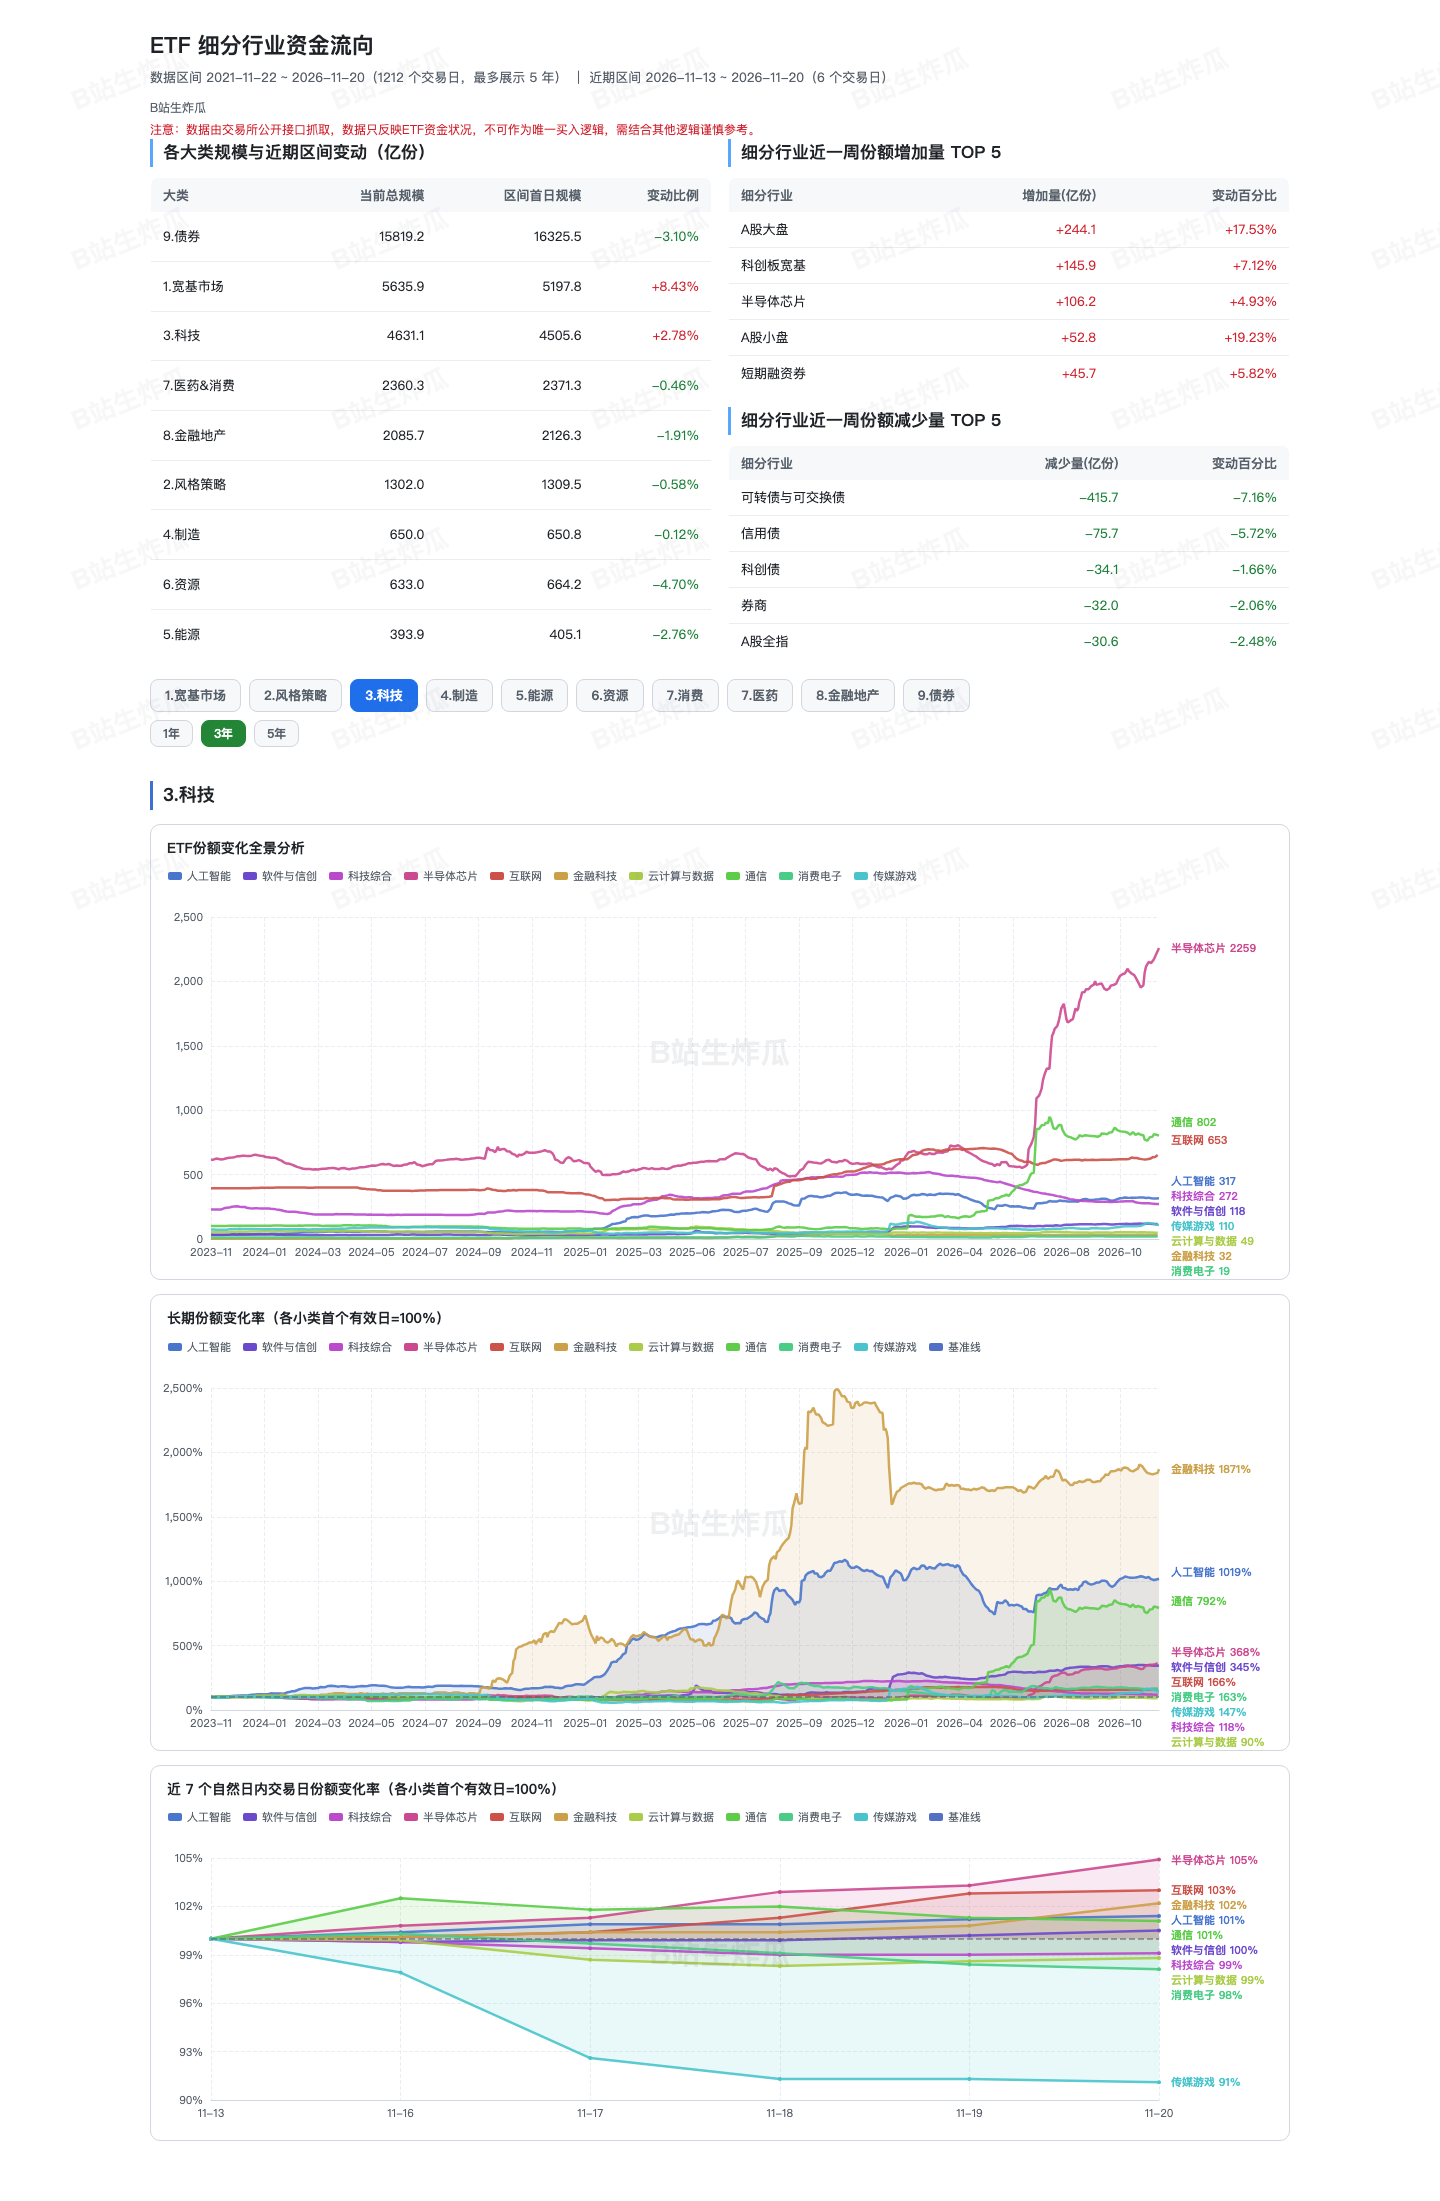 ETF 细分行业资金流向
数据区间 2021-11-22 ~ 2026-11-20（1212 个交易日，最多展示 5 年） | 近期区间 2026-11-13 ~ 2026-11-20（6 个交易日）
B站生炸瓜
注意：数据由交易所公开接口抓取，数据只反映ETF资金状况，不可作为唯一买入逻辑，需结合其他逻辑谨慎参考。
各大类规模与近期区间变动（亿份）
大类 当前总规模 区间首日规模 变动比例
9.债券 15819.2 16325.5 -3.10%
1.宽基市场 5635.9 5197.8 +8.43%
3.科技 4631.1 4505.6 +2.78%
7.医药&消费 2360.3 2371.3 -0.46%
8.金融地产 2085.7 2126.3 -1.91%
2.风格策略 1302.0 1309.5 -0.58%
4.制造 650.0 650.8 -0.12%
6.资源 633.0 664.2 -4.70%
5.能源 393.9 405.1 -2.76%
细分行业近一周份额增加量 TOP 5
细分行业 增加量(亿份) 变动百分比
A股大盘 +244.1 +17.53%
科创板宽基 +145.9 +7.12%
半导体芯片 +106.2 +4.93%
A股小盘 +52.8 +19.23%
短期融资券 +45.7 +5.82%
细分行业近一周份额减少量 TOP 5
细分行业 减少量(亿份) 变动百分比
可转债与可交换债 -415.7 -7.16%
信用债 -75.7 -5.72%
科创债 -34.1 -1.66%
券商 -32.0 -2.06%
A股全指 -30.6 -2.48%
1.宽基市场 2.风格策略 3.科技 4.制造 5.能源 6.资源 7.消费 7.医药 8.金融地产 9.债券
1年 3年 5年
3.科技
ETF份额变化全景分析
人工智能 软件与信创 科技综合 半导体芯片 互联网 金融科技 云计算与数据 通信 消费电子 传媒游戏
2,500
2,000
1,500
1,000
500
0
2023-11 2024-01 2024-03 2024-05 2024-07 2024-09 2024-11 2025-01 2025-03 2025-06 2025-07 2025-09 2025-12 2026-01 2026-04 2026-06 2026-08 2026-10
半导体芯片 2259
通信 802
互联网 653
人工智能 317
科技综合 272
软件与信创 118
传媒游戏 110
云计算与数据 49
金融科技 32
消费电子 19
B站生炸瓜
长期份额变化率（各小类首个有效日=100%）
人工智能 软件与信创 科技综合 半导体芯片 互联网 金融科技 云计算与数据 通信 消费电子 传媒游戏 基准线
2,500%
2,000%
1,500%
1,000%
500%
0%
2023-11 2024-01 2024-03 2024-05 2024-07 2024-09 2024-11 2025-01 2025-03 2025-06 2025-07 2025-09 2025-12 2026-01 2026-04 2026-06 2026-08 2026-10
金融科技 1871%
人工智能 1019%
通信 792%
半导体芯片 368%
软件与信创 345%
互联网 166%
消费电子 163%
传媒游戏 147%
科技综合 118%
云计算与数据 90%
B站生炸瓜
近 7 个自然日内交易日份额变化率（各小类首个有效日=100%）
人工智能 软件与信创 科技综合 半导体芯片 互联网 金融科技 云计算与数据 通信 消费电子 传媒游戏 基准线
105%
102%
99%
96%
93%
90%
11-13 11-16 11-17 11-18 11-19 11-20
半导体芯片 105%
互联网 103%
金融科技 102%
人工智能 101%
通信 101%
软件与信创 100%
科技综合 99%
云计算与数据 99%
消费电子 98%
传媒游戏 91%
B站生炸瓜